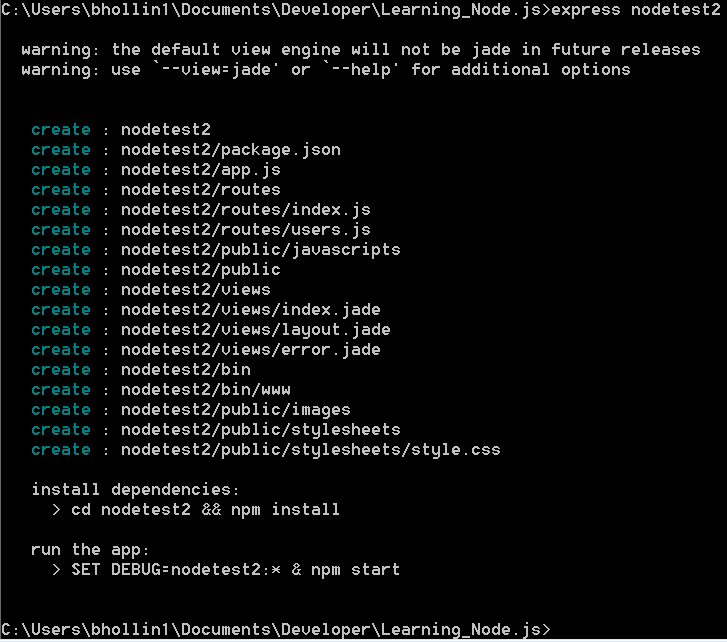 C:\Users\bhollin1\Documents\Developer\Learning_Node.js>express nodetest2
warning: the default view engine will not be jade in future releases
warning: use `--view=jade' or `--help' for additional options
create : nodetest2
create : nodetest2/package.json
create : nodetest2/app.js
create : nodetest2/routes
create : nodetest2/routes/index.js
create : nodetest2/routes/users.js
create : nodetest2/public/javascripts
create : nodetest2/public
create : nodetest2/views
create : nodetest2/views/index.jade
create : nodetest2/views/layout.jade
create : nodetest2/views/error.jade
create : nodetest2/bin
create : nodetest2/bin/www
create : nodetest2/public/images
create : nodetest2/public/stylesheets
create : nodetest2/public/stylesheets/style.css
install dependencies:
> cd nodetest2 && npm install
run the app:
> SET DEBUG=nodetest2:* & npm start
C:\Users\bhollin1\Documents\Developer\Learning_Node.js>